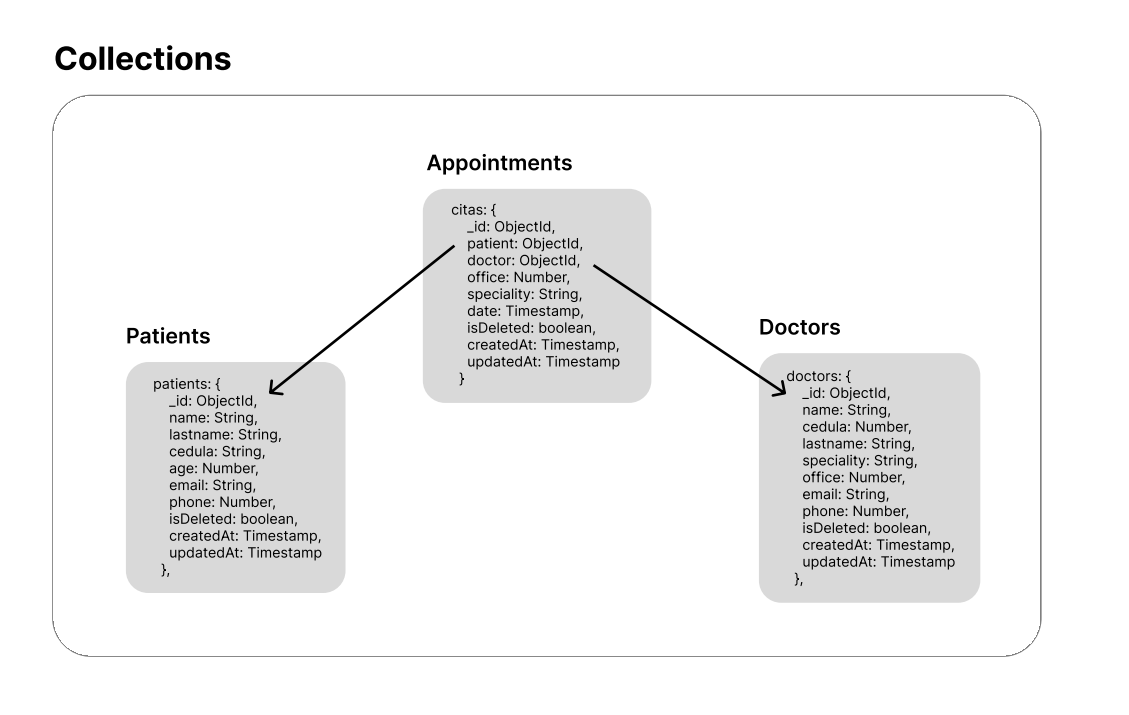 Collections
Appointments
citas: {
_id: ObjectId,
patient: ObjectId,
doctor: ObjectId,
office: Number,
speciality: String,
date: Timestamp,
isDeleted: boolean,
createdAt: Timestamp,
updatedAt: Timestamp
}
Patients
patients: {
_id: ObjectId,
name: String,
lastname: String,
cedula: String,
age: Number,
email: String,
phone: Number,
isDeleted: boolean,
createdAt: Timestamp,
updatedAt: Timestamp
},
Doctors
doctors: {
_id: ObjectId,
name: String,
cedula: Number,
lastname: String,
speciality: String,
office: Number,
email: String,
phone: Number,
isDeleted: boolean,
createdAt: Timestamp,
updatedAt: Timestamp
},